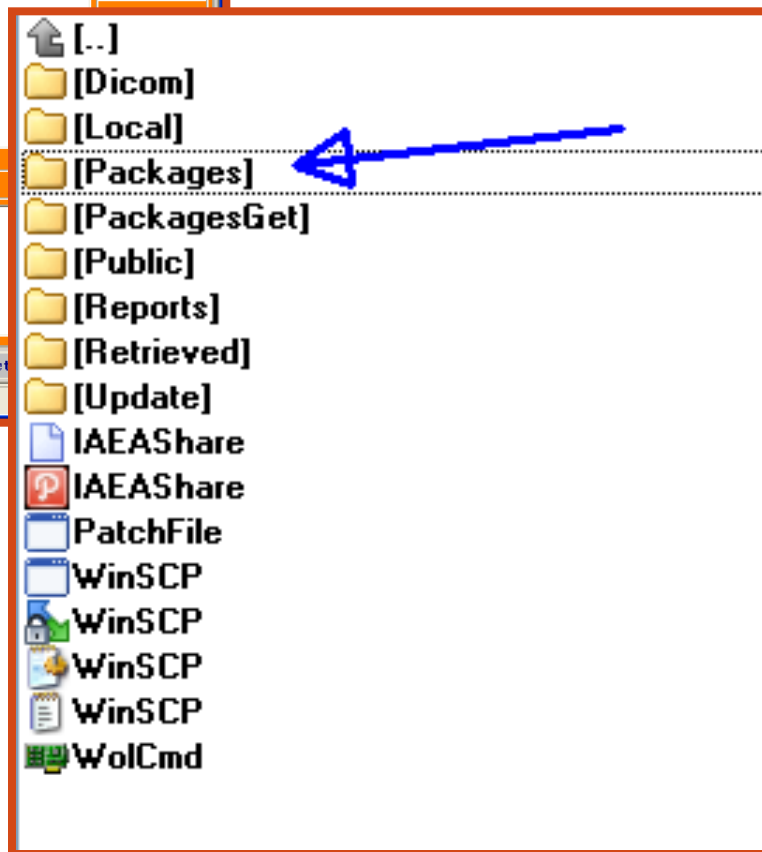 [..]
[Dicom]
[Local]
[Packages]
[PackagesGet]
[Public]
[Reports]
[Retrieved]
[Update]
IAEAShare
IAEAShare
PatchFile
WinSCP
WinSCP
WinSCP
WinSCP
WolCmd